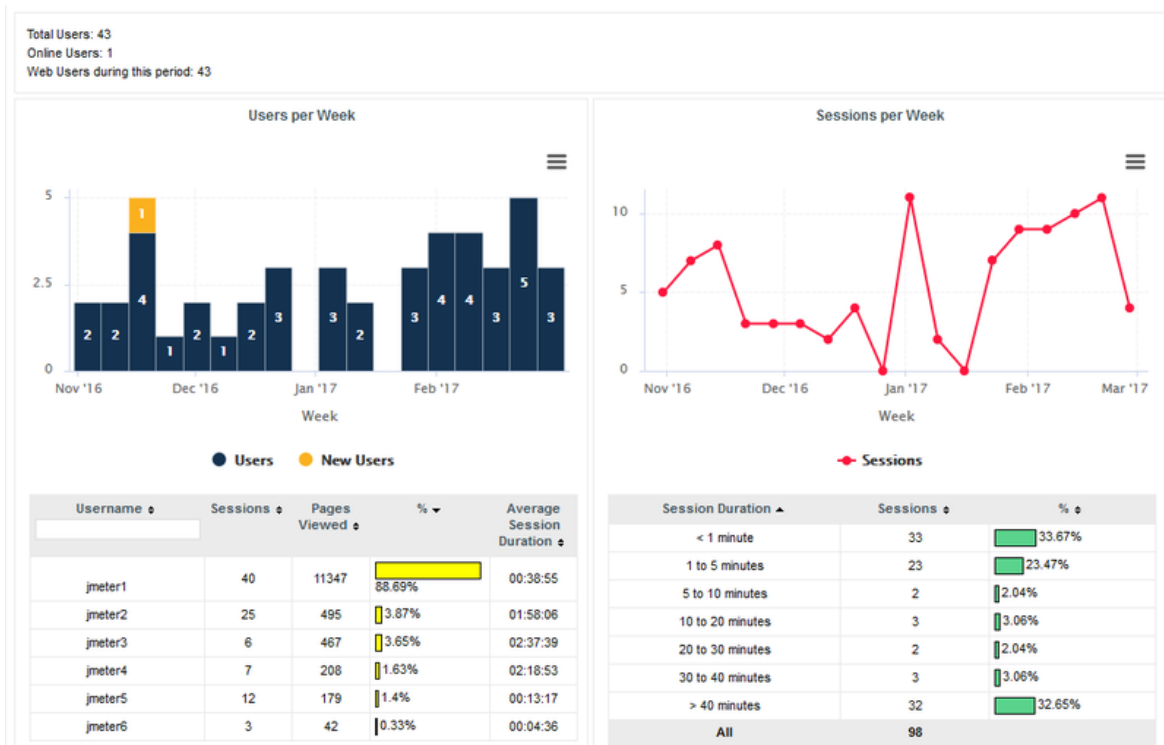 Total Users: 43
Online Users: 1
Web Users during this period: 43
Users per Week
5
2.5
0
2
2
4
1
1
2
1
2
3
3
2
3
4
4
3
5
3
Nov '16
Dec '16
Jan '17
Feb '17
Week
Users
New Users
Username Sessions Pages Viewed % Average Session Duration
jmeter1 40 11347 88.69% 00:38:55
jmeter2 25 495 3.87% 01:58:06
jmeter3 6 467 3.65% 02:37:39
jmeter4 7 208 1.63% 02:18:53
jmeter5 12 179 1.4% 00:13:17
jmeter6 3 42 0.33% 00:04:36
Sessions per Week
10
5
0
Nov '16
Dec '16
Jan '17
Feb '17
Mar '17
Week
Sessions
Session Duration Sessions %
< 1 minute 33 33.67%
1 to 5 minutes 23 23.47%
5 to 10 minutes 2 2.04%
10 to 20 minutes 3 3.06%
20 to 30 minutes 2 2.04%
30 to 40 minutes 3 3.06%
> 40 minutes 32 32.65%
All 98